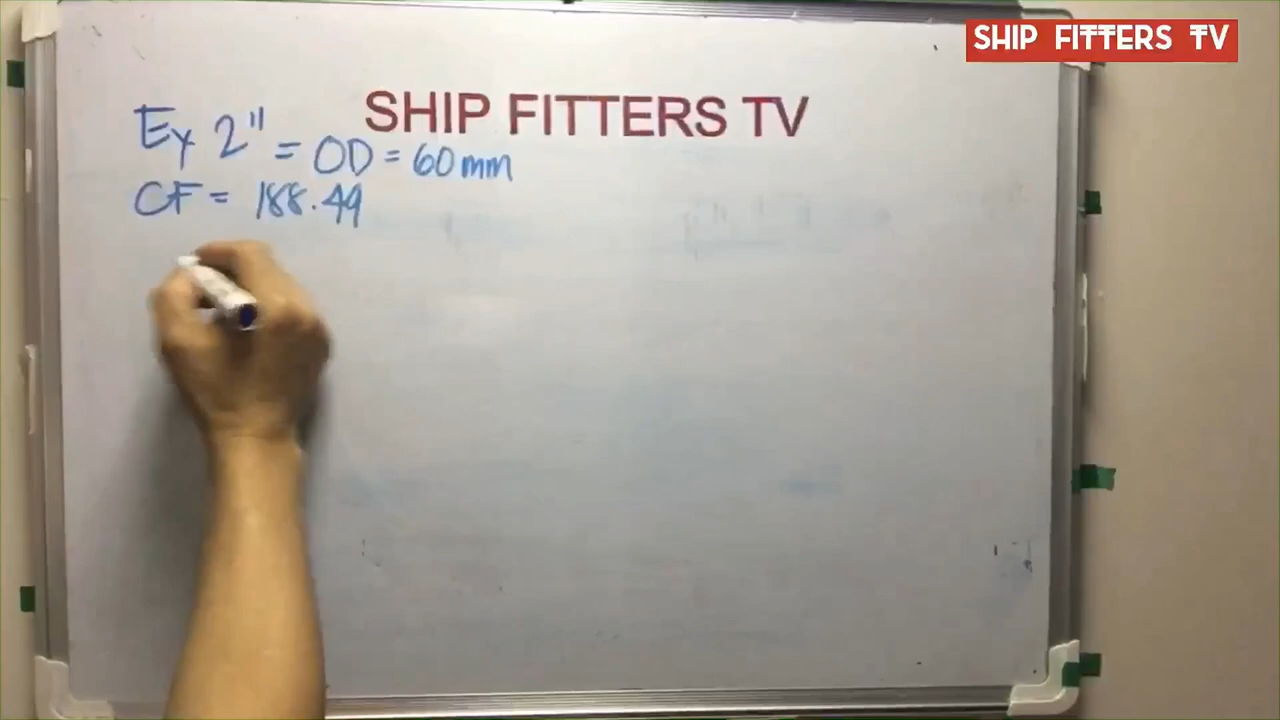 SHIP FITTERS TV
SHIP FITTERS TV
Ex 2" = OD = 60mm
CF = 188.49